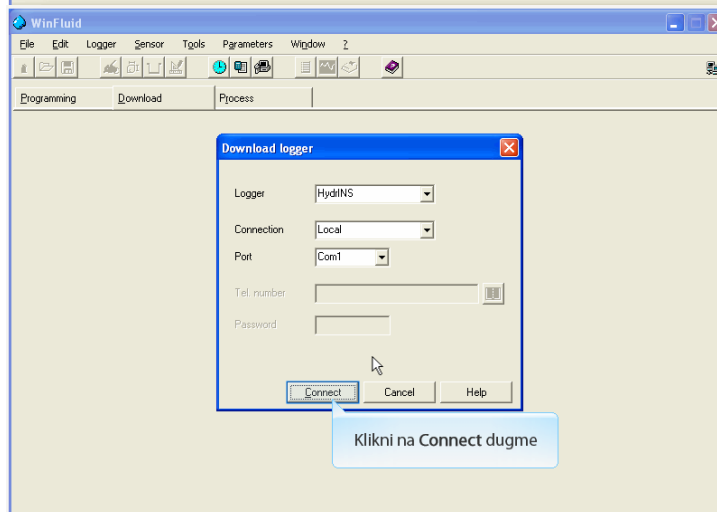 WinFluid
File Edit Logger Sensor Tools Parameters Window ?
Programming Download Process
Download logger
Logger HydrINS
Connection Local
Port Com1
Tel. number
Password
Connect Cancel Help
Klikni na Connect dugme